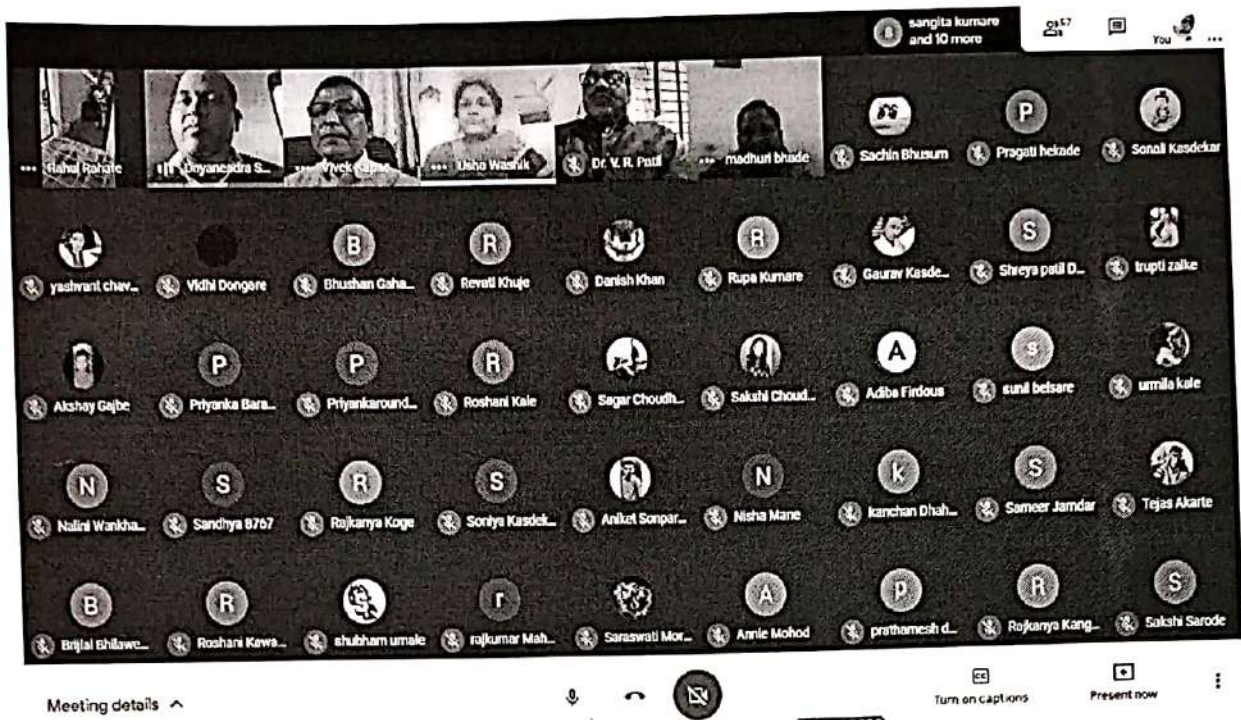 sangita kumare
and 10 more
57
You
Rahul Rahate
Dnyanendra S...
Vivek
Usha Washik
Dr. V. R. Patil
madhuri bhade
Sachin Bhusum
P
Pragati hekade
Sonali Kasdekar
yashvant chav...
Vidhi Dongare
B
Bhushan Gaha...
R
Revati Khuje
Danish Khan
R
Rupa Kumare
Gaurav Kasde...
S
Shreya patil D...
trupti zalke
Akshay Gajbe
P
Priyanka Bara...
P
Priyankaround...
R
Roshani Kale
Sagar Choudh...
Sakshi Choud...
A
Adiba Firdous
s
sunil belsare
urmila kale
N
Nalini Wankha...
S
Sandhya 8767
R
Rajkanya Koge
S
Soniya Kasdek...
Aniket Sonpar...
N
Nisha Mane
k
kanchan Dhah...
S
Sameer Jamdar
Tejas Akarte
B
Brijlal Bhilawe...
R
Roshani Kawa...
shubham umale
r
rajkumar Mah...
Saraswati Mor...
A
Annie Mohod
p
prathamesh d...
R
Rajkanya Kang...
S
Sakshi Sarode
Meeting details
CC
Turn on captions
Present now